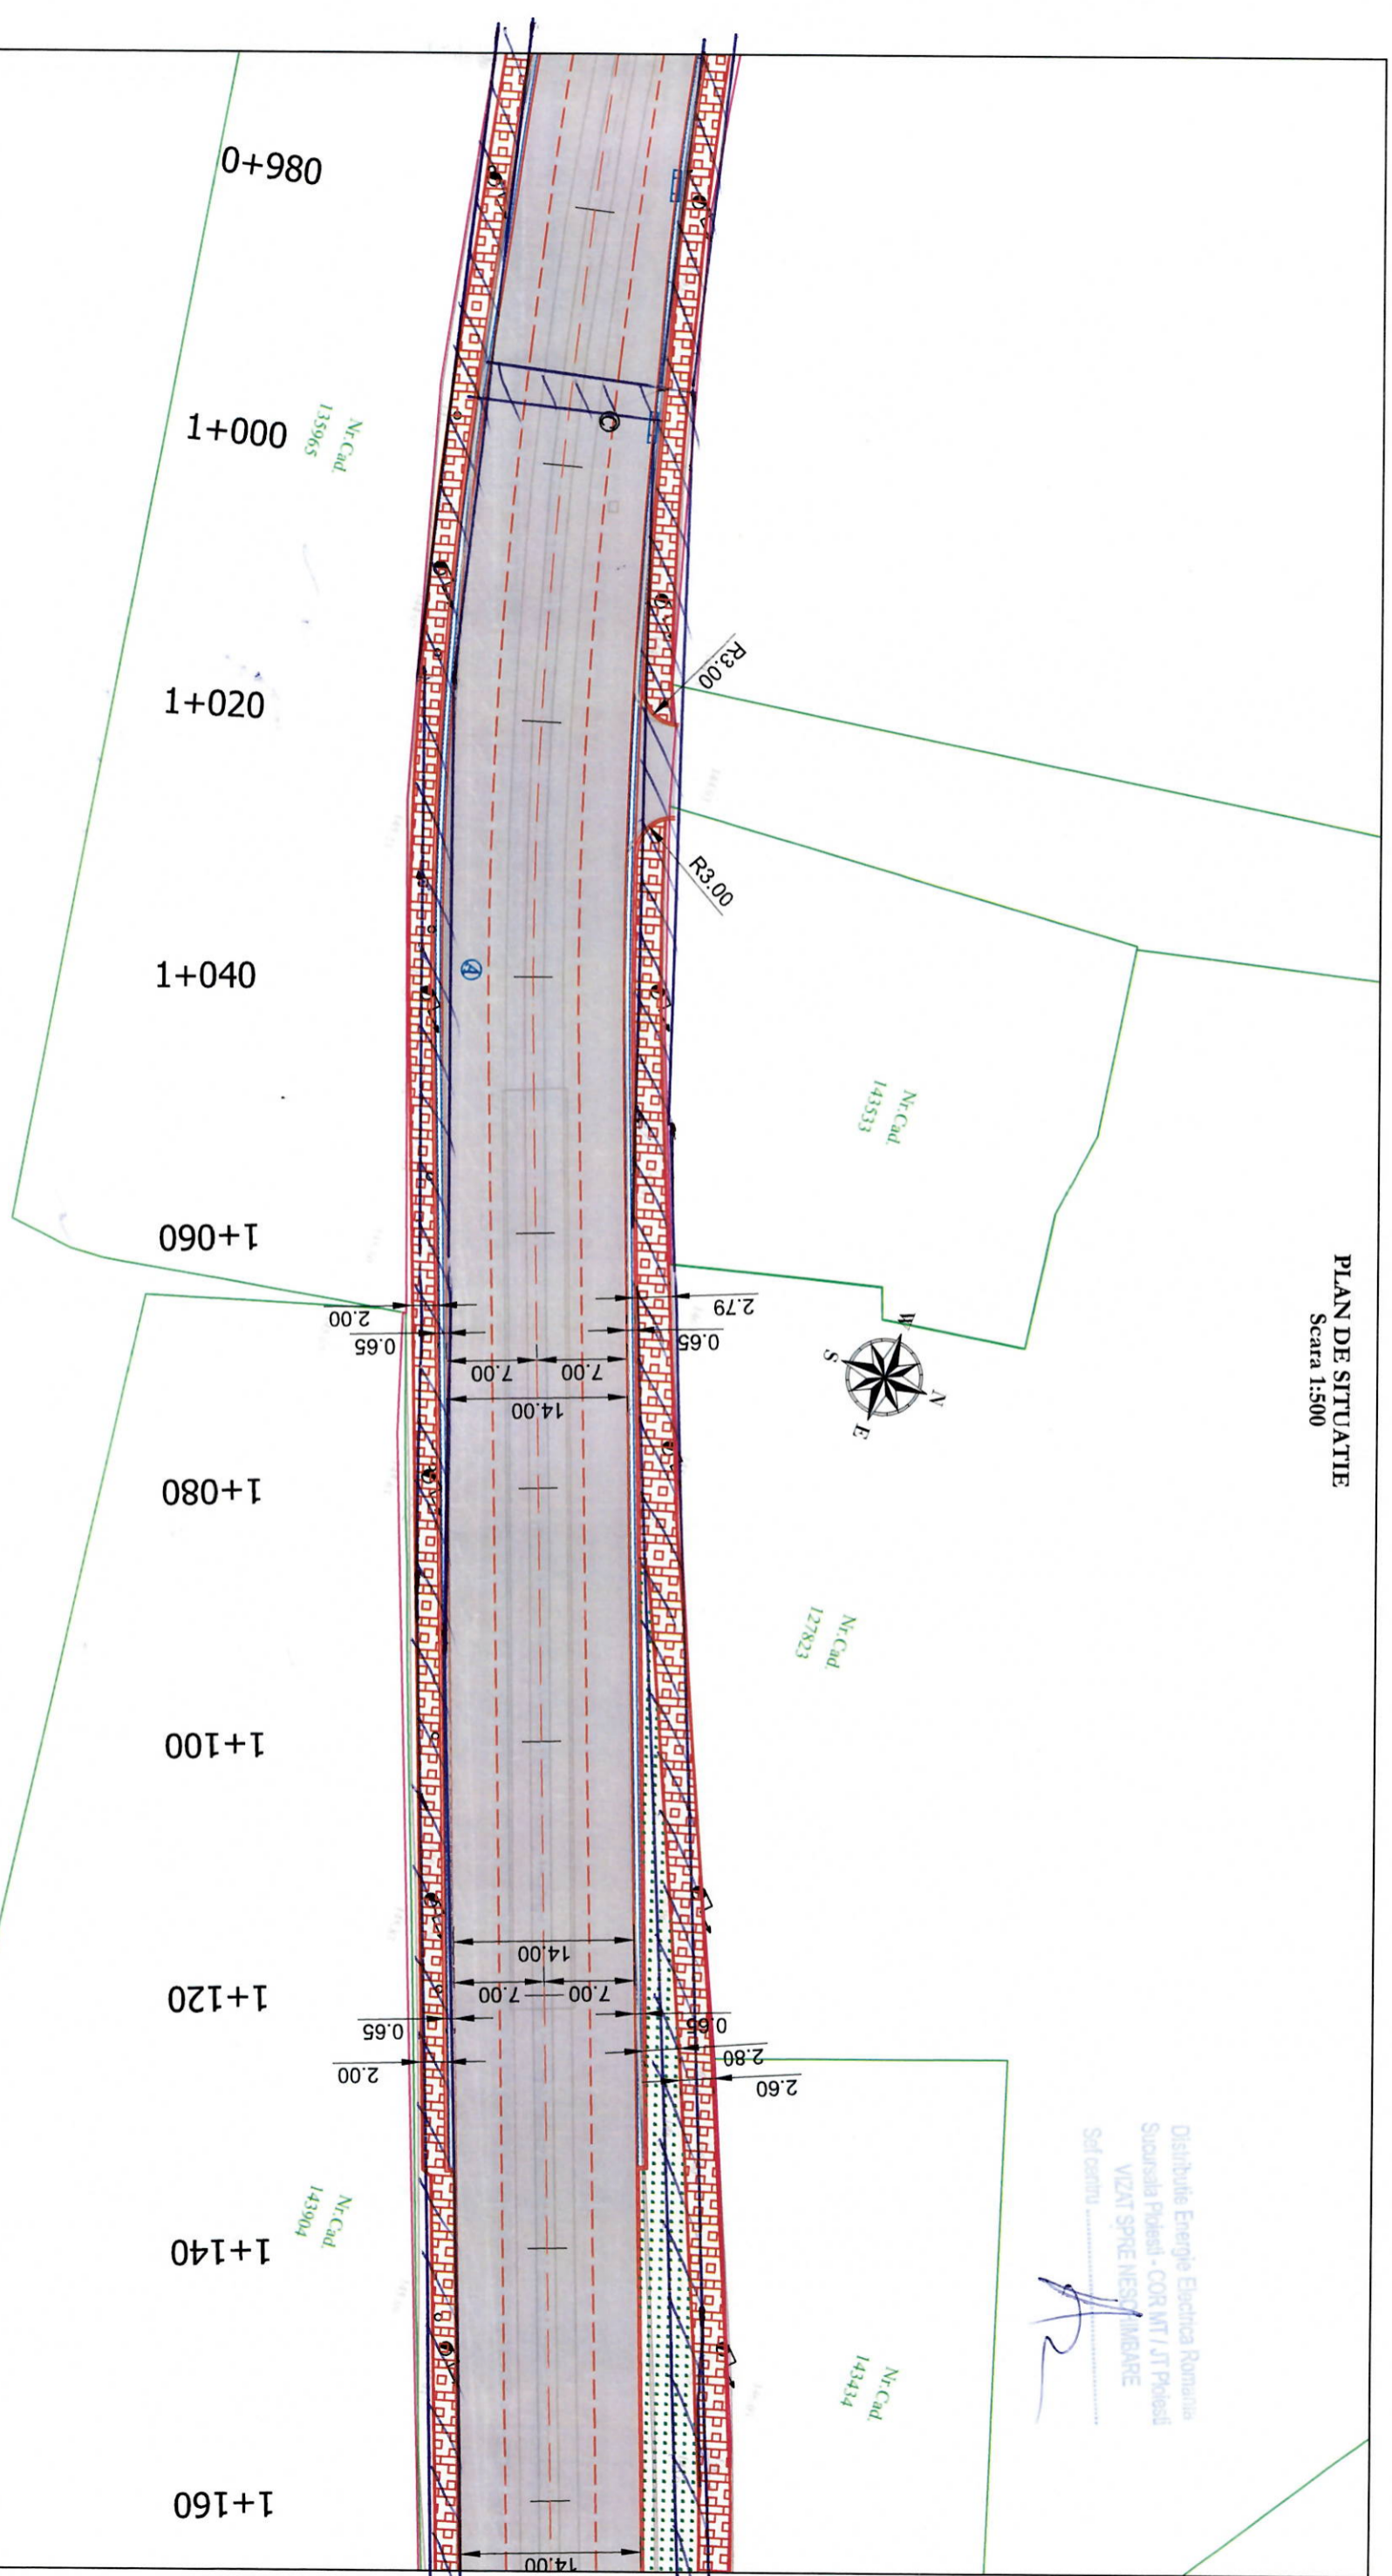 PLAN DE SITUATIE
Scara 1:500
0+980
1+000
1+020
1+040
1+060
1+080
1+100
1+120
1+140
1+160
Nr.Cad.
135965
R3.00
R3.00
C
A
Nr.Cad.
143533
2.79
0.65
2.00
0.65
7.00
7.00
14.00
W
N
S
E
Nr.Cad.
127823
14.00
7.00
7.00
0.65
2.00
0.65
2.80
2.60
Nr.Cad.
143904
Nr.Cad.
143434
Distributie Energie Electrica Romania
Sucursala Ploiesti - COR MT / JT Ploiesti
VIZAT SPRE NESCHIMBARE
Sef centru
14.00